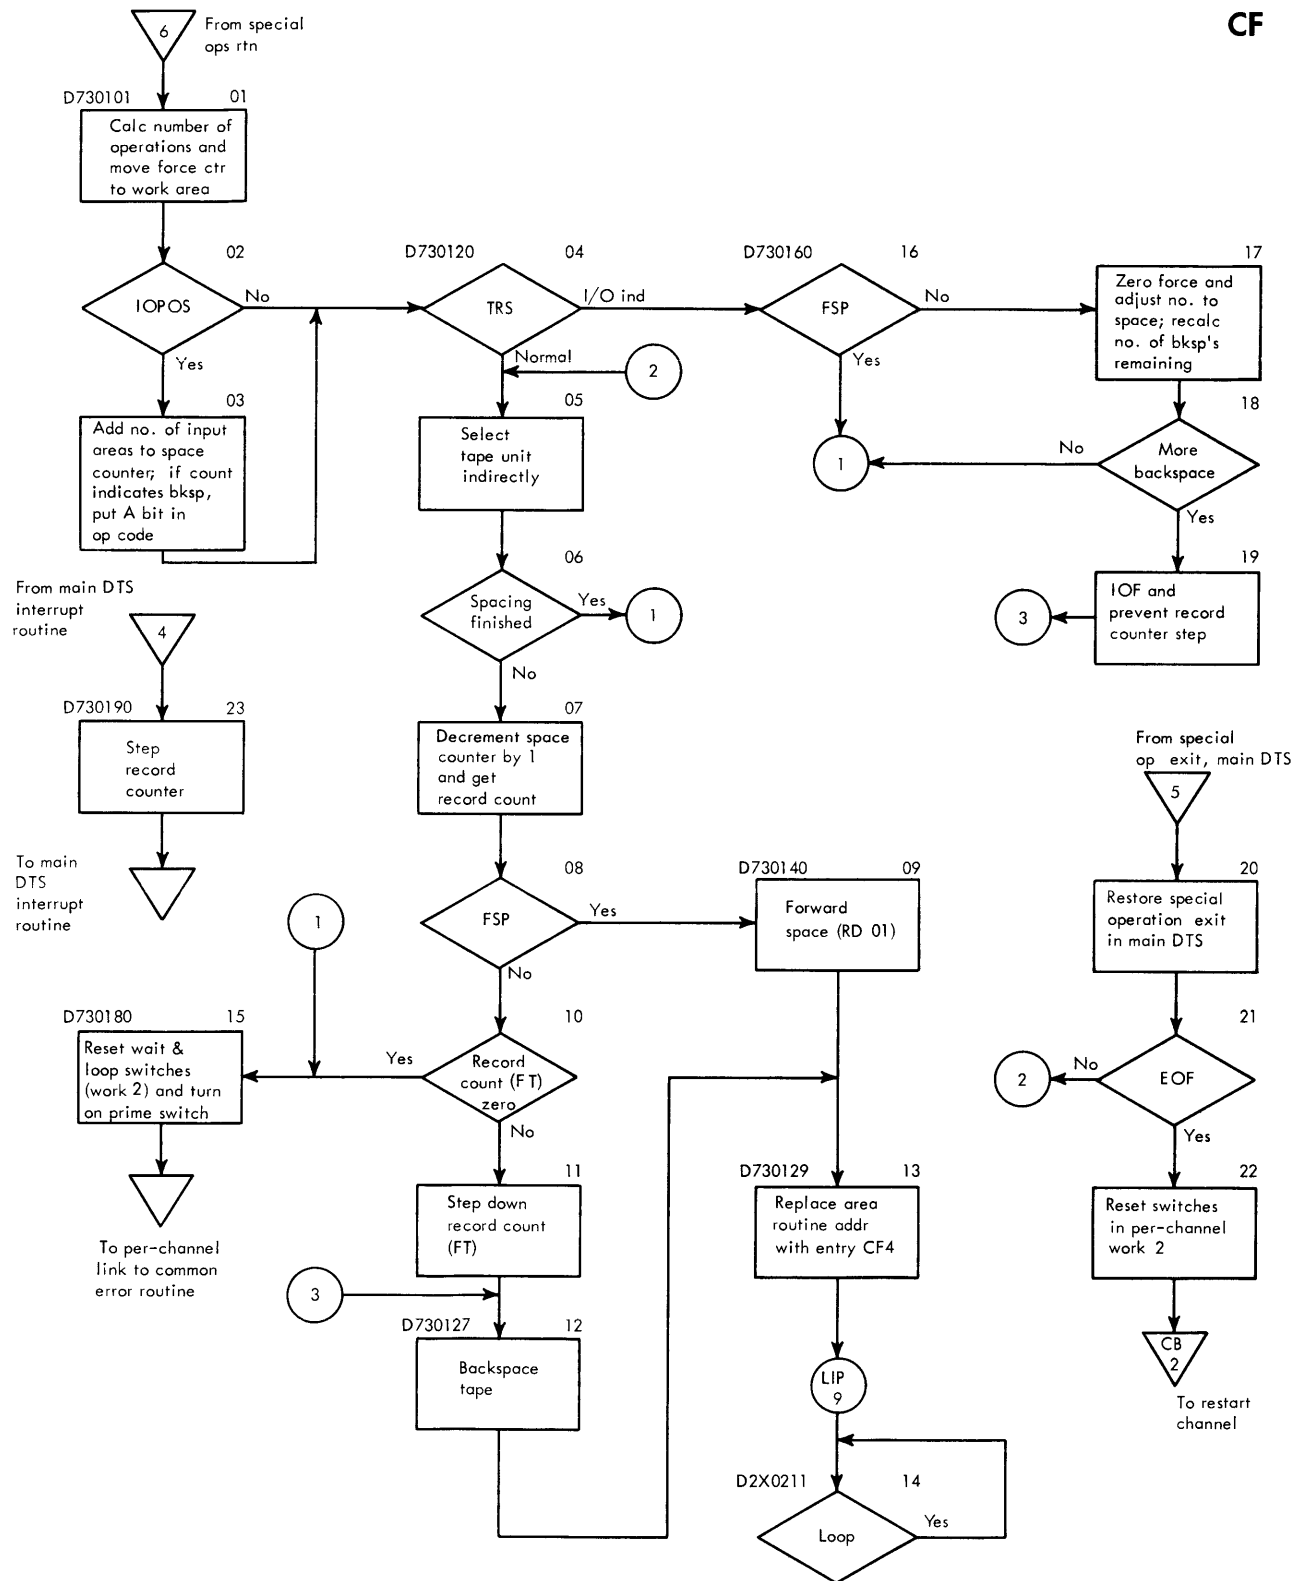 CF
6
From special
ops rtn
D730101
01
Calc number of
operations and
move force ctr
to work area
02
IOPOS
No
Yes
03
Add no. of input
areas to space
counter; if count
indicates bksp,
put A bit in
op code
D730120
04
TRS
I/O ind
Normal
2
05
Select
tape unit
indirectly
06
Spacing
finished
Yes
1
No
07
Decrement space
counter by 1
and get
record count
08
FSP
Yes
No
10
Record
count (FT)
zero
Yes
No
11
Step down
record count
(FT)
3
D730127
12
Backspace
tape
D730160
16
FSP
No
Yes
1
17
Zero force and
adjust no. to
space; recalc
no. of bksp's
remaining
18
More
backspace
No
Yes
19
IOF and
prevent record
counter step
3
From main DTS
interrupt
routine
4
D730190
23
Step
record
counter
To main
DTS
interrupt
routine
1
D730180
15
Reset wait &
loop switches
(work 2) and turn
on prime switch
To per-channel
link to common
error routine
D730140
09
Forward
space (RD 01)
D730129
13
Replace area
routine addr
with entry CF4
LIP
9
D2X0211
14
Loop
Yes
From special
op exit, main DTS
5
20
Restore special
operation exit
in main DTS
21
EOF
No
2
Yes
22
Reset switches
in per-channel
work 2
CB
2
To restart
channel